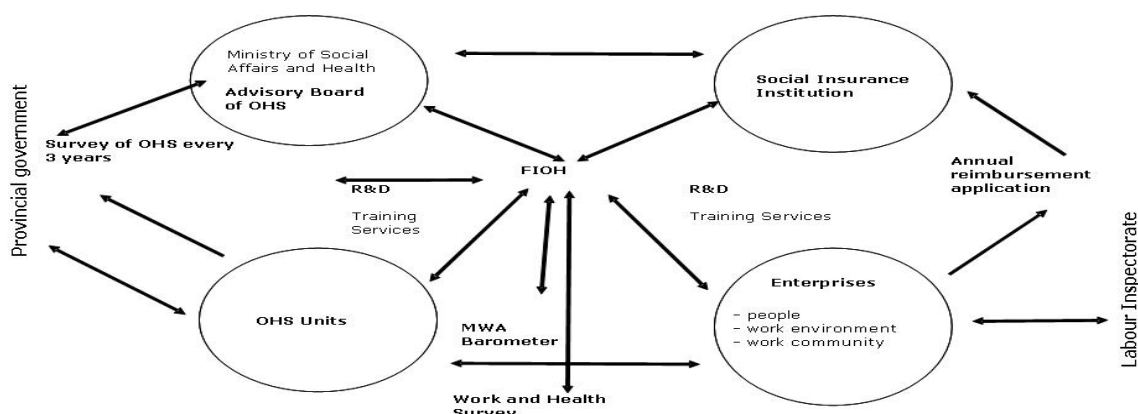 Ministry of Social
Affairs and Health
Advisory Board
of OHS
Social Insurance
Institution
Provincial government
Survey of OHS every
3 years
FIOH
R&D
Training
Services
R&D
Training Services
Annual
reimbursement
application
Labour Inspectorate
OHS Units
MWA
Barometer
Enterprises
- people
- work environment
- work community
Work and Health
Survey